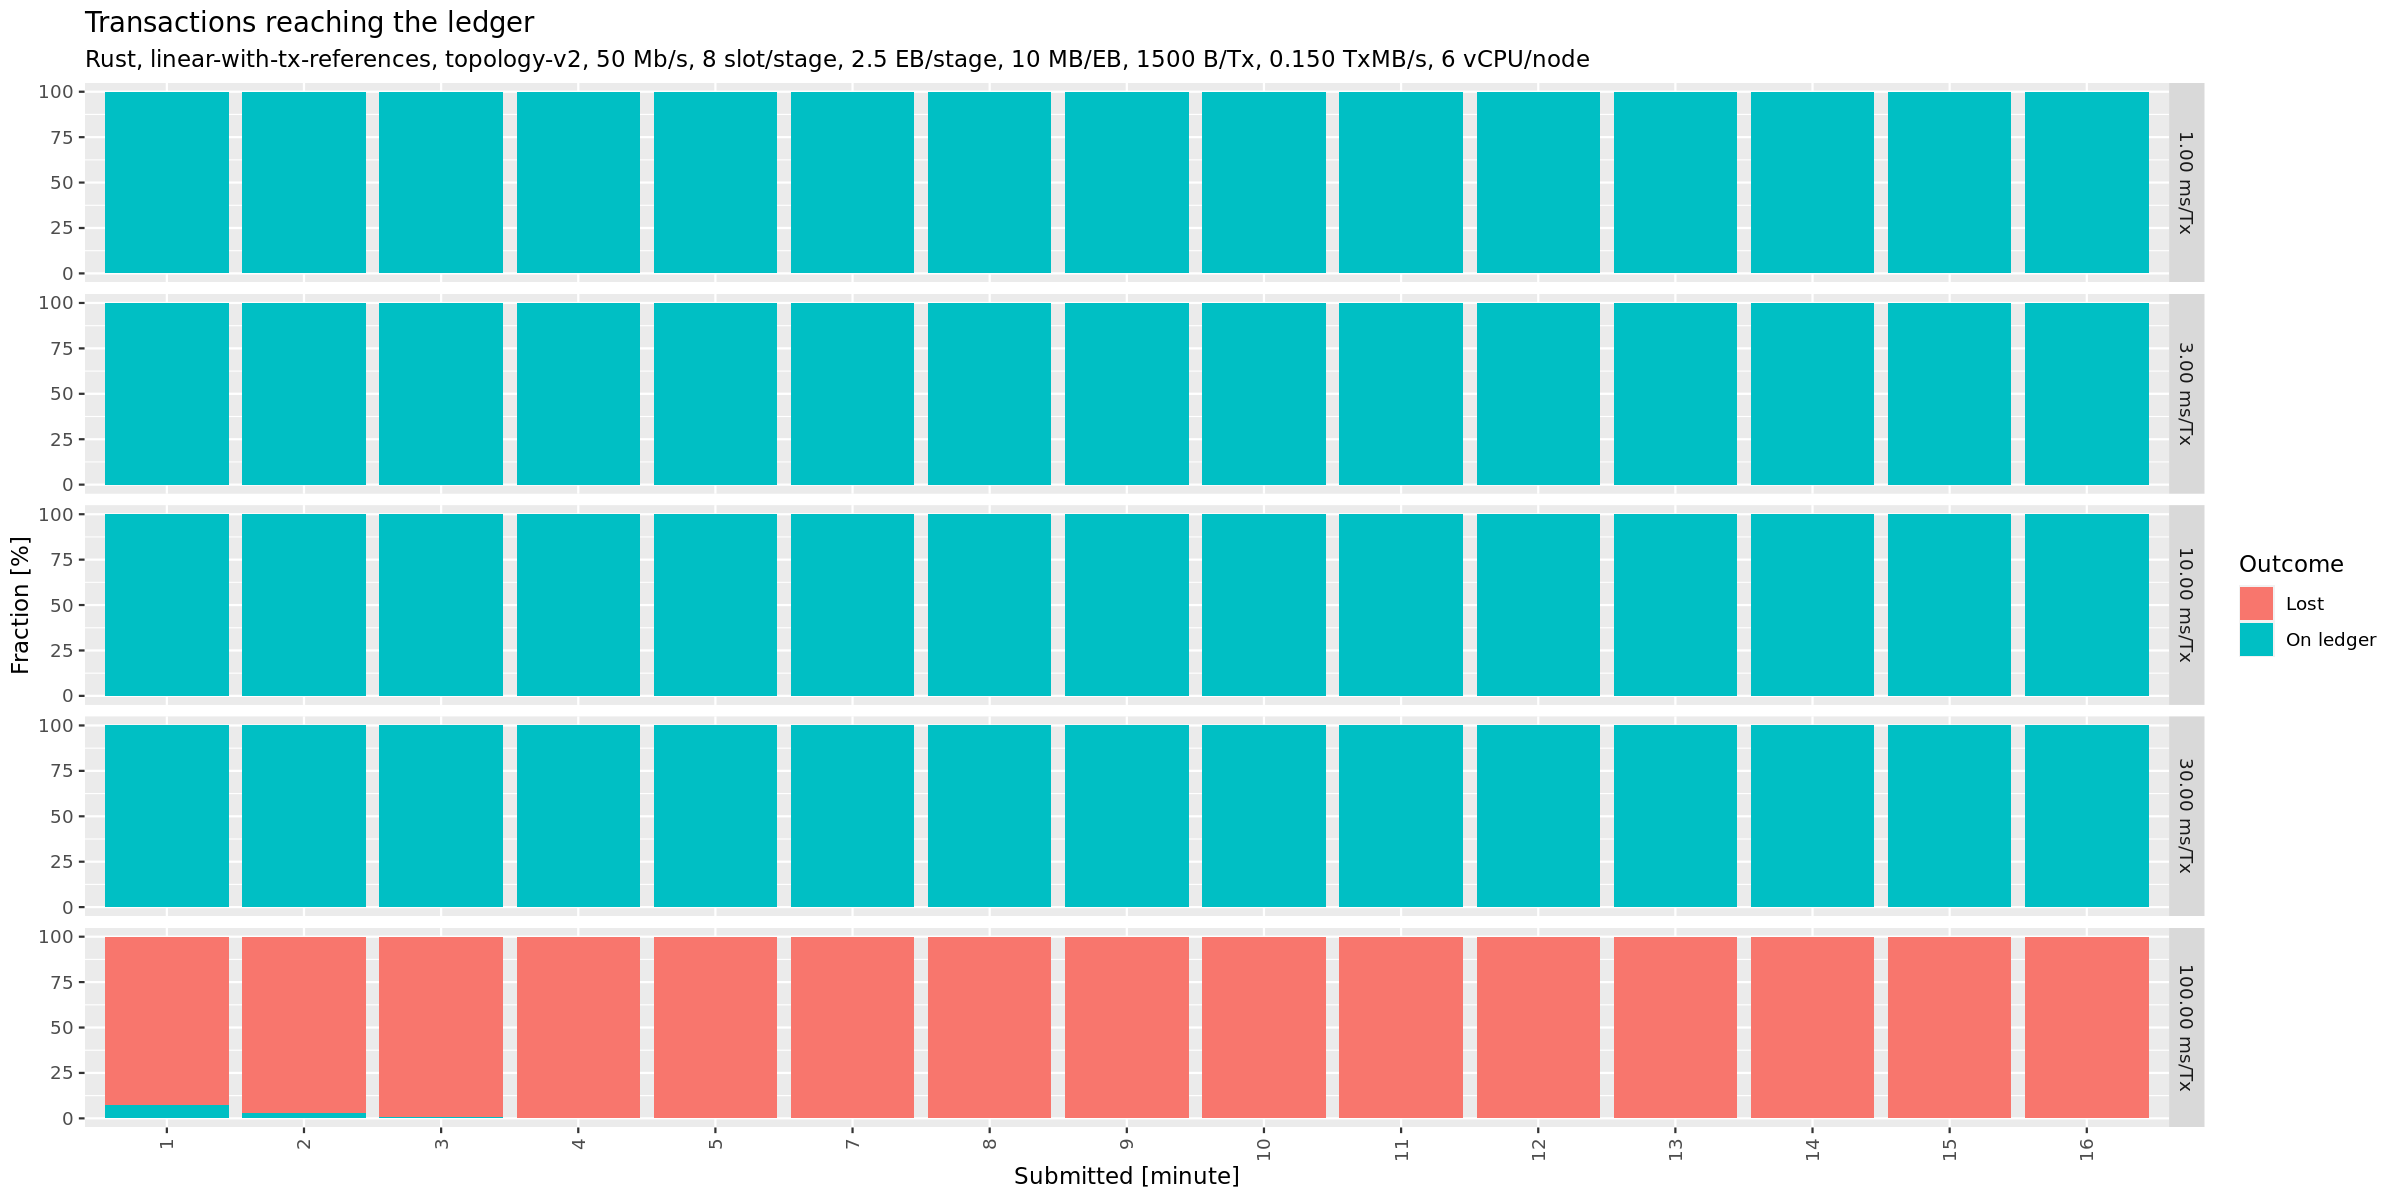 Transactions reaching the ledger
Rust, linear-with-tx-references, topology-v2, 50 Mb/s, 8 slot/stage, 2.5 EB/stage, 10 MB/EB, 1500 B/Tx, 0.150 TxMB/s, 6 vCPU/node
Fraction [%]
100
75
50
25
0
1.00 ms/Tx
100
75
50
25
0
3.00 ms/Tx
100
75
50
25
0
10.00 ms/Tx
100
75
50
25
0
30.00 ms/Tx
100
75
50
25
0
100.00 ms/Tx
1 2 3 4 5 7 8 9 10 11 12 13 14 15 16
Submitted [minute]
Outcome
Lost
On ledger